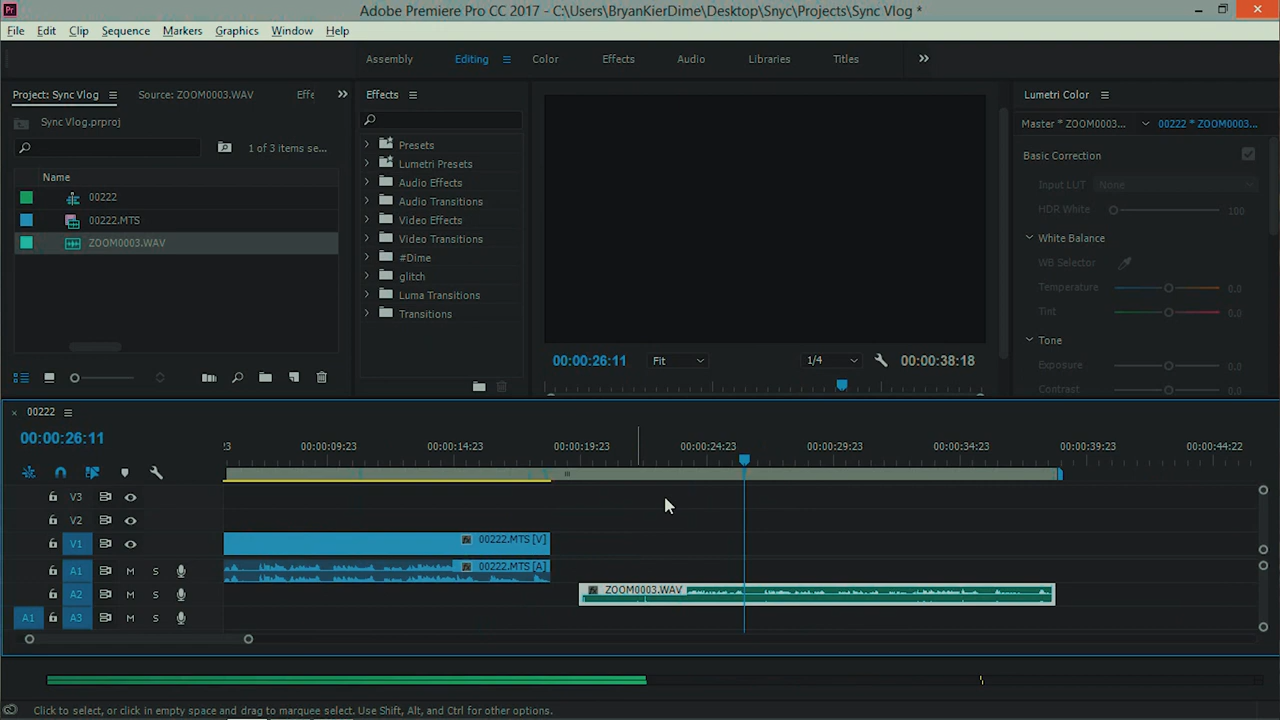 Pr Adobe Premiere Pro CC 2017 - C:\Users\BryanKierDime\Desktop\Snyc\Projects\Sync Vlog *
File Edit Clip Sequence Markers Graphics Window Help
Assembly Editing Color Effects Audio Libraries Titles
Project: Sync Vlog Source: ZOOM0003.WAV Effe
Sync Vlog.prproj
1 of 3 items se...
Name
00222
00222.MTS
ZOOM0003.WAV
Effects
Presets
Lumetri Presets
Audio Effects
Audio Transitions
Video Effects
Video Transitions
#Dime
glitch
Luma Transitions
Transitions
00:00:26:11 Fit 1/4 00:00:38:18
Lumetri Color
Master * ZOOM0003... 00222 * ZOOM0003...
Basic Correction
Input LUT None
HDR White 100
White Balance
WB Selector
Temperature 0.0
Tint 0.0
Tone
Exposure 0.0
Contrast 0.0
00222
00:00:26:11
23 00:00:09:23 00:00:14:23 00:00:19:23 00:00:24:23 00:00:29:23 00:00:34:23 00:00:39:23 00:00:44:22
V3
V2
V1 00222.MTS [V]
A1 M S 00222.MTS [A]
A2 M S ZOOM0003.WAV
A1 A3 M S
Click to select, or click in empty space and drag to marquee select. Use Shift, Alt, and Ctrl for other options.